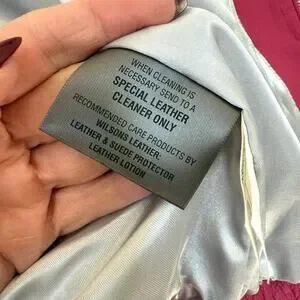 WHEN CLEANING IS
NECESSARY SEND TO A
SPECIAL LEATHER
CLEANER ONLY
RECOMMENDED CARE PRODUCTS BY
WILSONS LEATHER:
LEATHER & SUEDE PROTECTOR
LEATHER LOTION